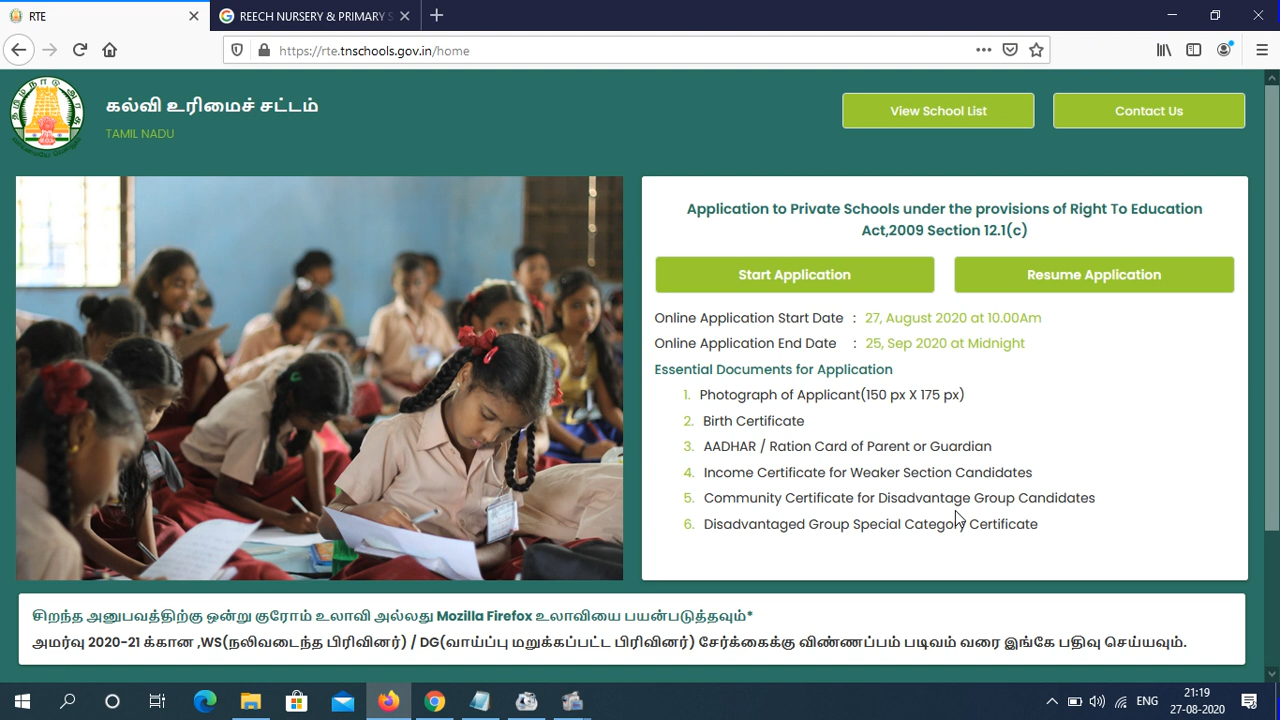 RTE
REECH NURSERY & PRIMARY S
https://rte.tnschools.gov.in/home
கல்வி உரிமைச் சட்டம்
TAMIL NADU
View School List
Contact Us
Application to Private Schools under the provisions of Right To Education
Act,2009 Section 12.1(c)
Start Application
Resume Application
Online Application Start Date : 27, August 2020 at 10.00Am
Online Application End Date : 25, Sep 2020 at Midnight
Essential Documents for Application
1. Photograph of Applicant(150 px X 175 px)
2. Birth Certificate
3. AADHAR / Ration Card of Parent or Guardian
4. Income Certificate for Weaker Section Candidates
5. Community Certificate for Disadvantage Group Candidates
6. Disadvantaged Group Special Category Certificate
சிறந்த அனுபவத்திற்கு ஒன்று குரோம் உலாவி அல்லது Mozilla Firefox உலாவியை பயன்படுத்தவும்*
அமர்வு 2020-21 க்கான ,WS(நலிவடைந்த பிரிவினர்) / DG(வாய்ப்பு மறுக்கப்பட்ட பிரிவினர்) சேர்க்கைக்கு விண்ணப்பம் படிவம் வரை இங்கே பதிவு செய்யவும்.
ENG
21:19
27-08-2020